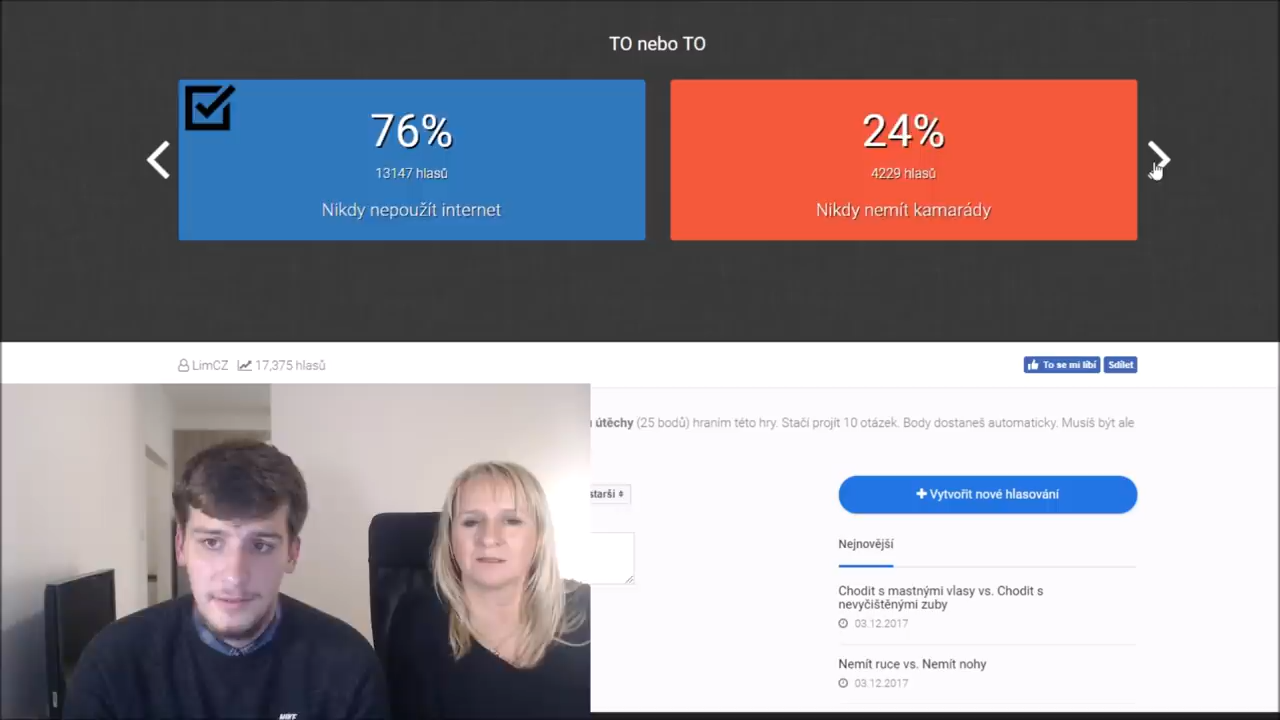 TO nebo TO
76%
13147 hlasů
Nikdy nepoužít internet
24%
4229 hlasů
Nikdy nemít kamarády
LimCZ 17,375 hlasů
To se mi líbí Sdílet
útěchy (25 bodů) hraním této hry. Stačí projít 10 otázek. Body dostaneš automaticky. Musíš být ale
starší
Vytvořit nové hlasování
Nejnovější
Chodit s mastnými vlasy vs. Chodit s
nevyčištěnými zuby
03.12.2017
Nemít ruce vs. Nemít nohy
03.12.2017